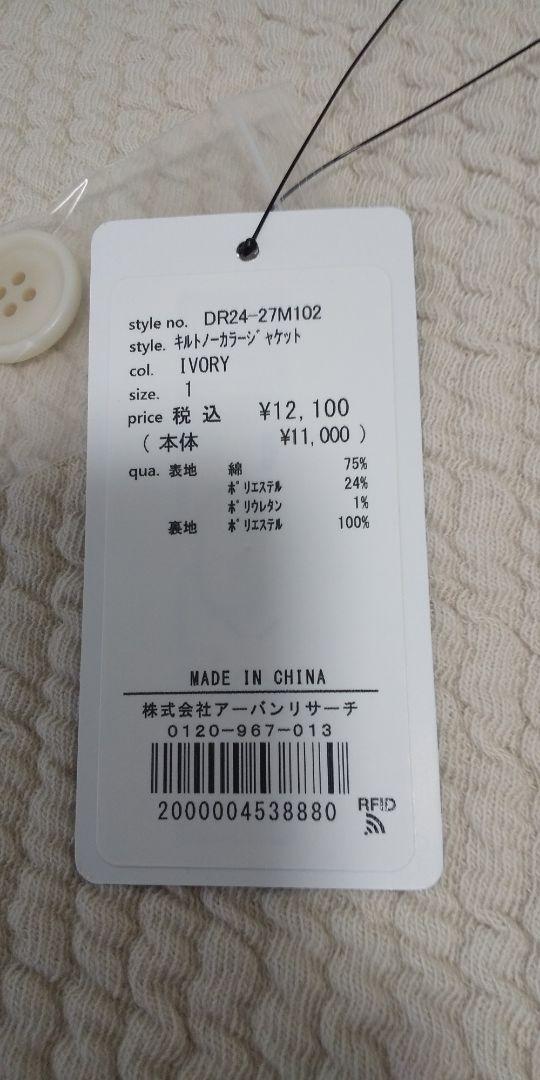 style no. DR24-27M102
style. ｷﾙﾄﾉｰｶﾗｰｼﾞｬｹｯﾄ
col. IVORY
size. 1
price 税込 ¥12,100
( 本体 ¥11,000 )
qua. 表地 綿 75%
ﾎﾟﾘｴｽﾃﾙ 24%
ﾎﾟﾘｳﾚﾀﾝ 1%
裏地 ﾎﾟﾘｴｽﾃﾙ 100%
MADE IN CHINA
株式会社アーバンリサーチ
0120-967-013
2000004538880
RFID